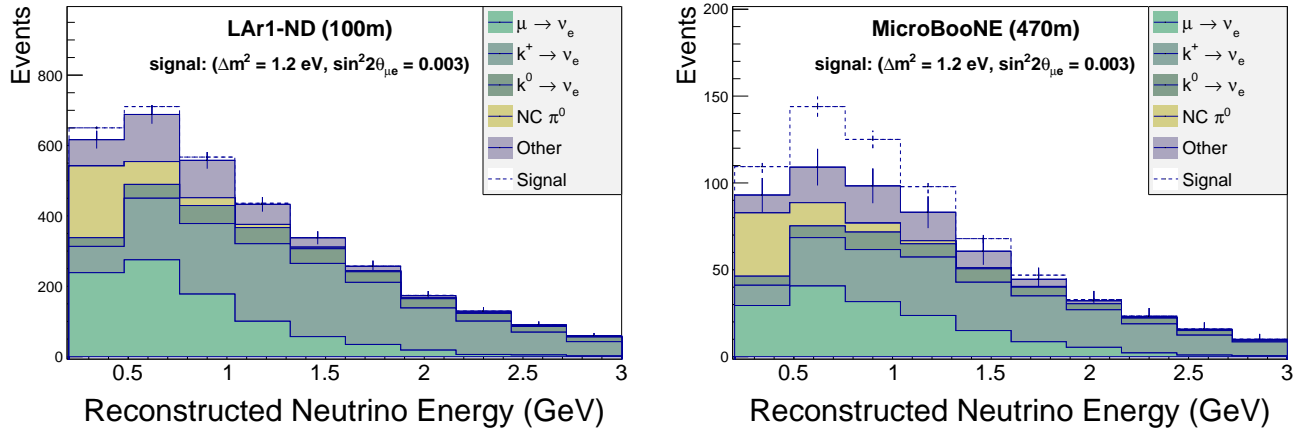 LAr1-ND (100m)
signal: (Δm² = 1.2 eV, sin²2θμe = 0.003)
Events
800
600
400
200
0
0.5 1 1.5 2 2.5 3
Reconstructed Neutrino Energy (GeV)
μ → νe
k⁺ → νe
k⁰ → νe
NC π⁰
Other
Signal
MicroBooNE (470m)
signal: (Δm² = 1.2 eV, sin²2θμe = 0.003)
Events
200
150
100
50
0
0.5 1 1.5 2 2.5 3
Reconstructed Neutrino Energy (GeV)
μ → νe
k⁺ → νe
k⁰ → νe
NC π⁰
Other
Signal